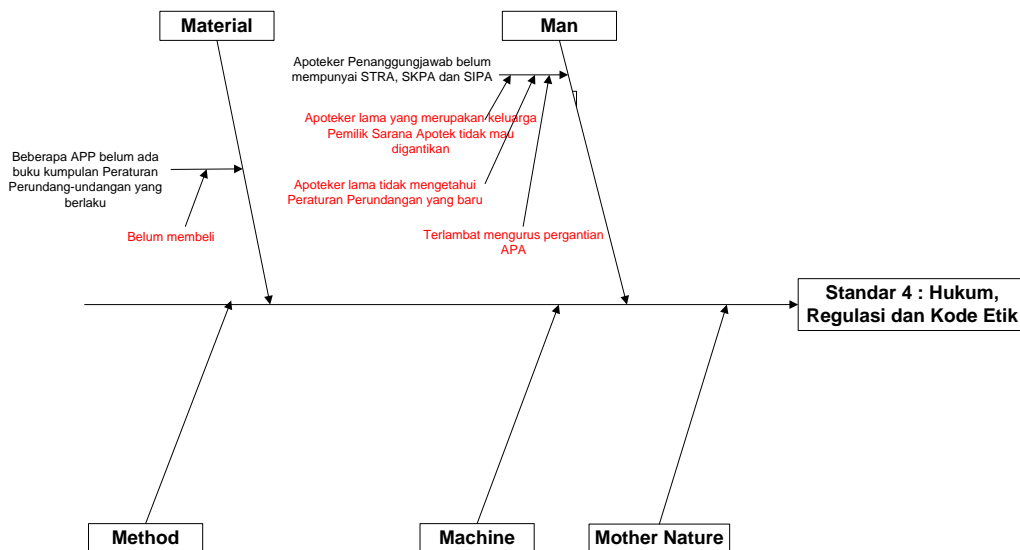 Material
Man
Apoteker Penanggungjawab belum
mempunyai STRA, SKPA dan SIPA
Apoteker lama yang merupakan keluarga
Pemilik Sarana Apotek tidak mau
digantikan
Beberapa APP belum ada
buku kumpulan Peraturan
Perundang-undangan yang
berlaku
Apoteker lama tidak mengetahui
Peraturan Perundangan yang baru
Belum membeli
Terlambat mengurus pergantian
APA
Standar 4 : Hukum,
Regulasi dan Kode Etik
Method
Machine
Mother Nature